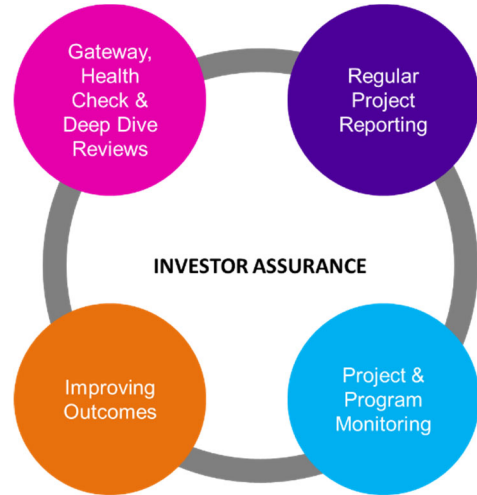 Gateway,
Health
Check &
Deep Dive
Reviews
Regular
Project
Reporting
INVESTOR ASSURANCE
Improving
Outcomes
Project &
Program
Monitoring